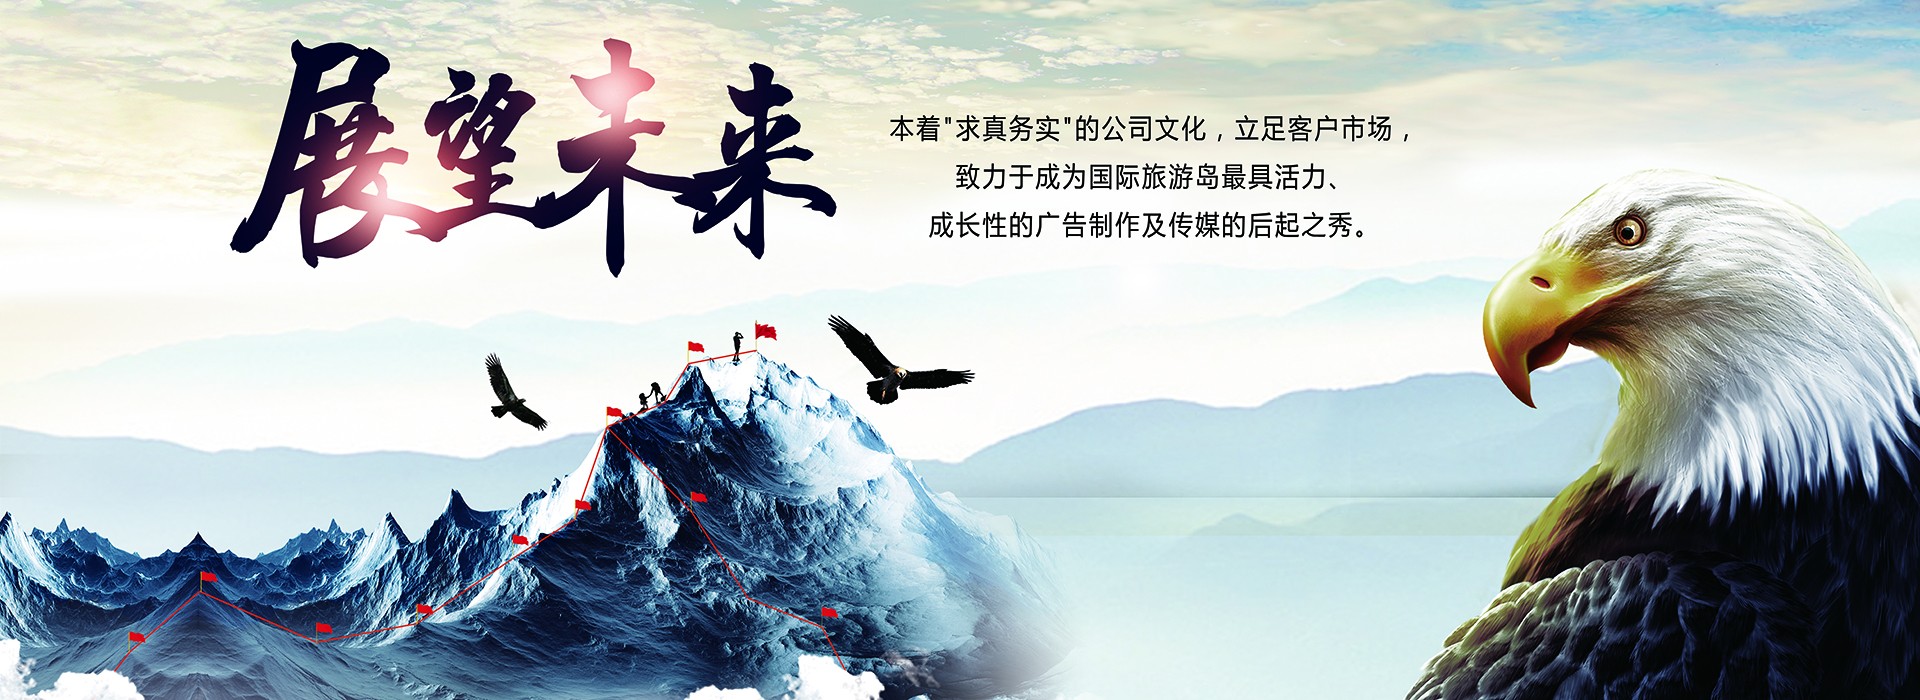 展望未来
本着"求真务实"的公司文化，立足客户市场，
致力于成为国际旅游岛最具活力、
成长性的广告制作及传媒的后起之秀。